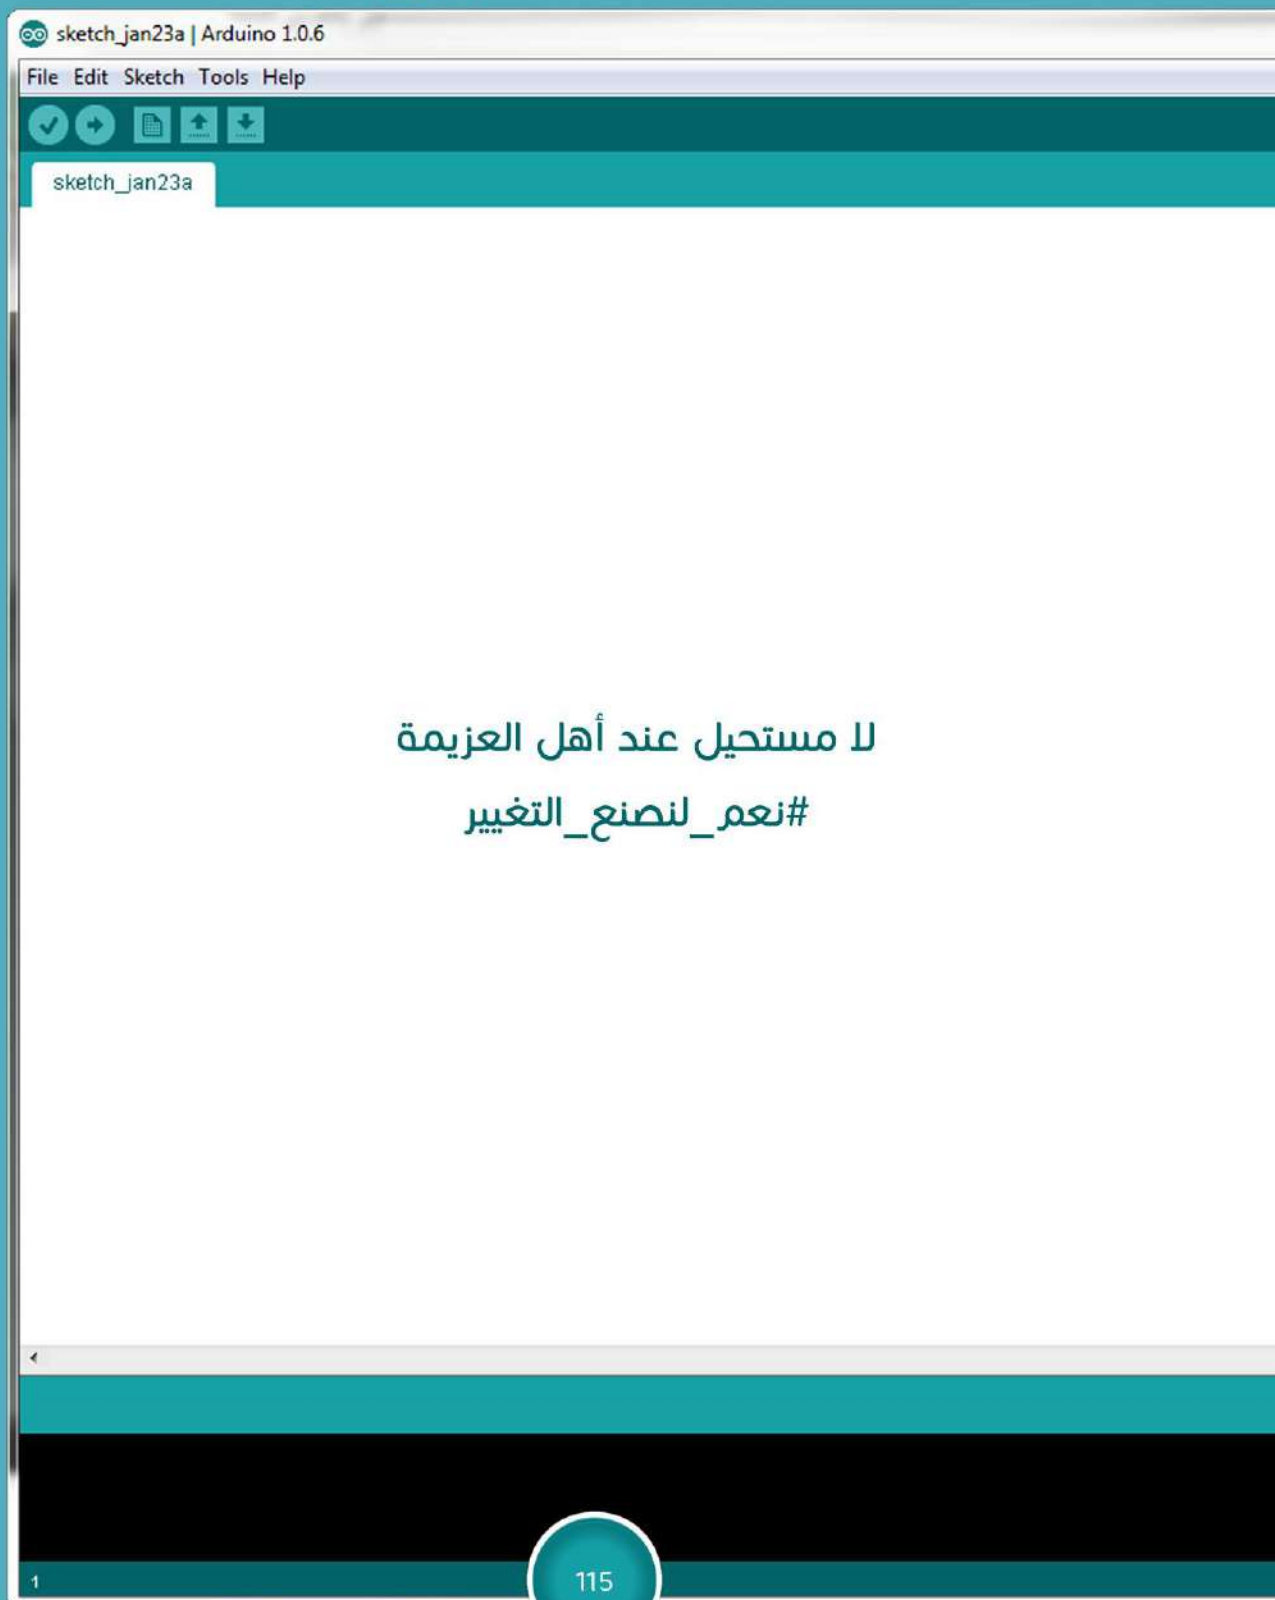 sketch_jan23a | Arduino 1.0.6
File Edit Sketch Tools Help
sketch_jan23a
لا مستحيل عند أهل العزيمة
#نعم_لنصنع_التغيير
1
115